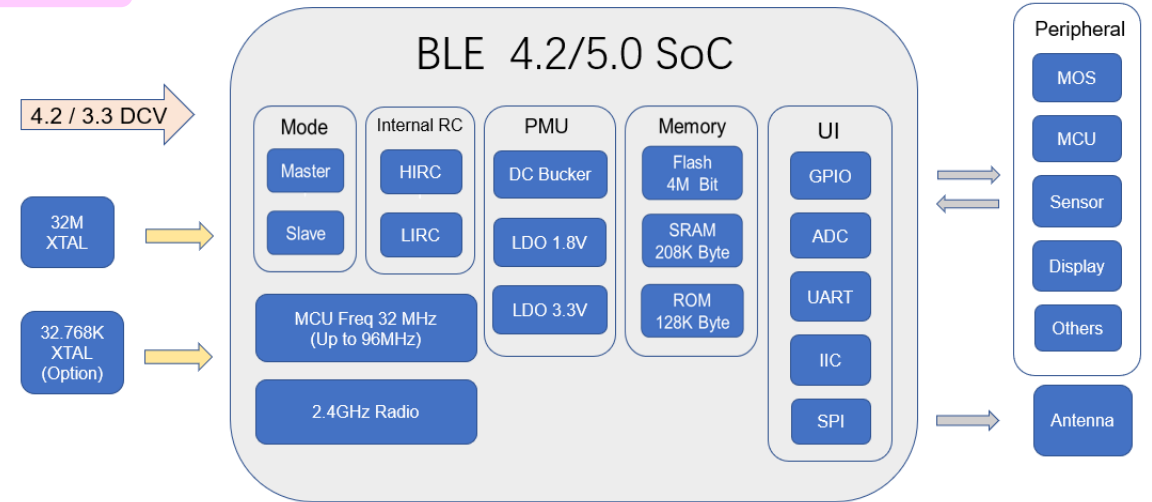 BLE 4.2/5.0 SoC
4.2 / 3.3 DCV
32M
XTAL
32.768K
XTAL
(Option)
Mode
Master
Slave
Internal RC
HIRC
LIRC
MCU Freq 32 MHz
(Up to 96MHz)
2.4GHz Radio
PMU
DC Bucker
LDO 1.8V
LDO 3.3V
Memory
Flash
4M Bit
SRAM
208K Byte
ROM
128K Byte
UI
GPIO
ADC
UART
IIC
SPI
Peripheral
MOS
MCU
Sensor
Display
Others
Antenna